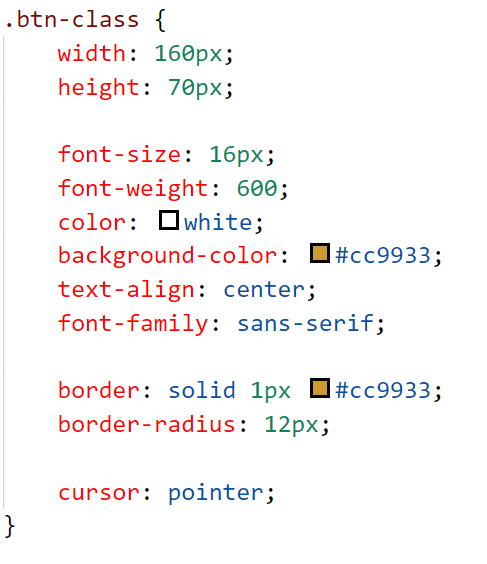 .btn-class {
width: 160px;
height: 70px;
font-size: 16px;
font-weight: 600;
color: white;
background-color: #cc9933;
text-align: center;
font-family: sans-serif;
border: solid 1px #cc9933;
border-radius: 12px;
cursor: pointer;
}